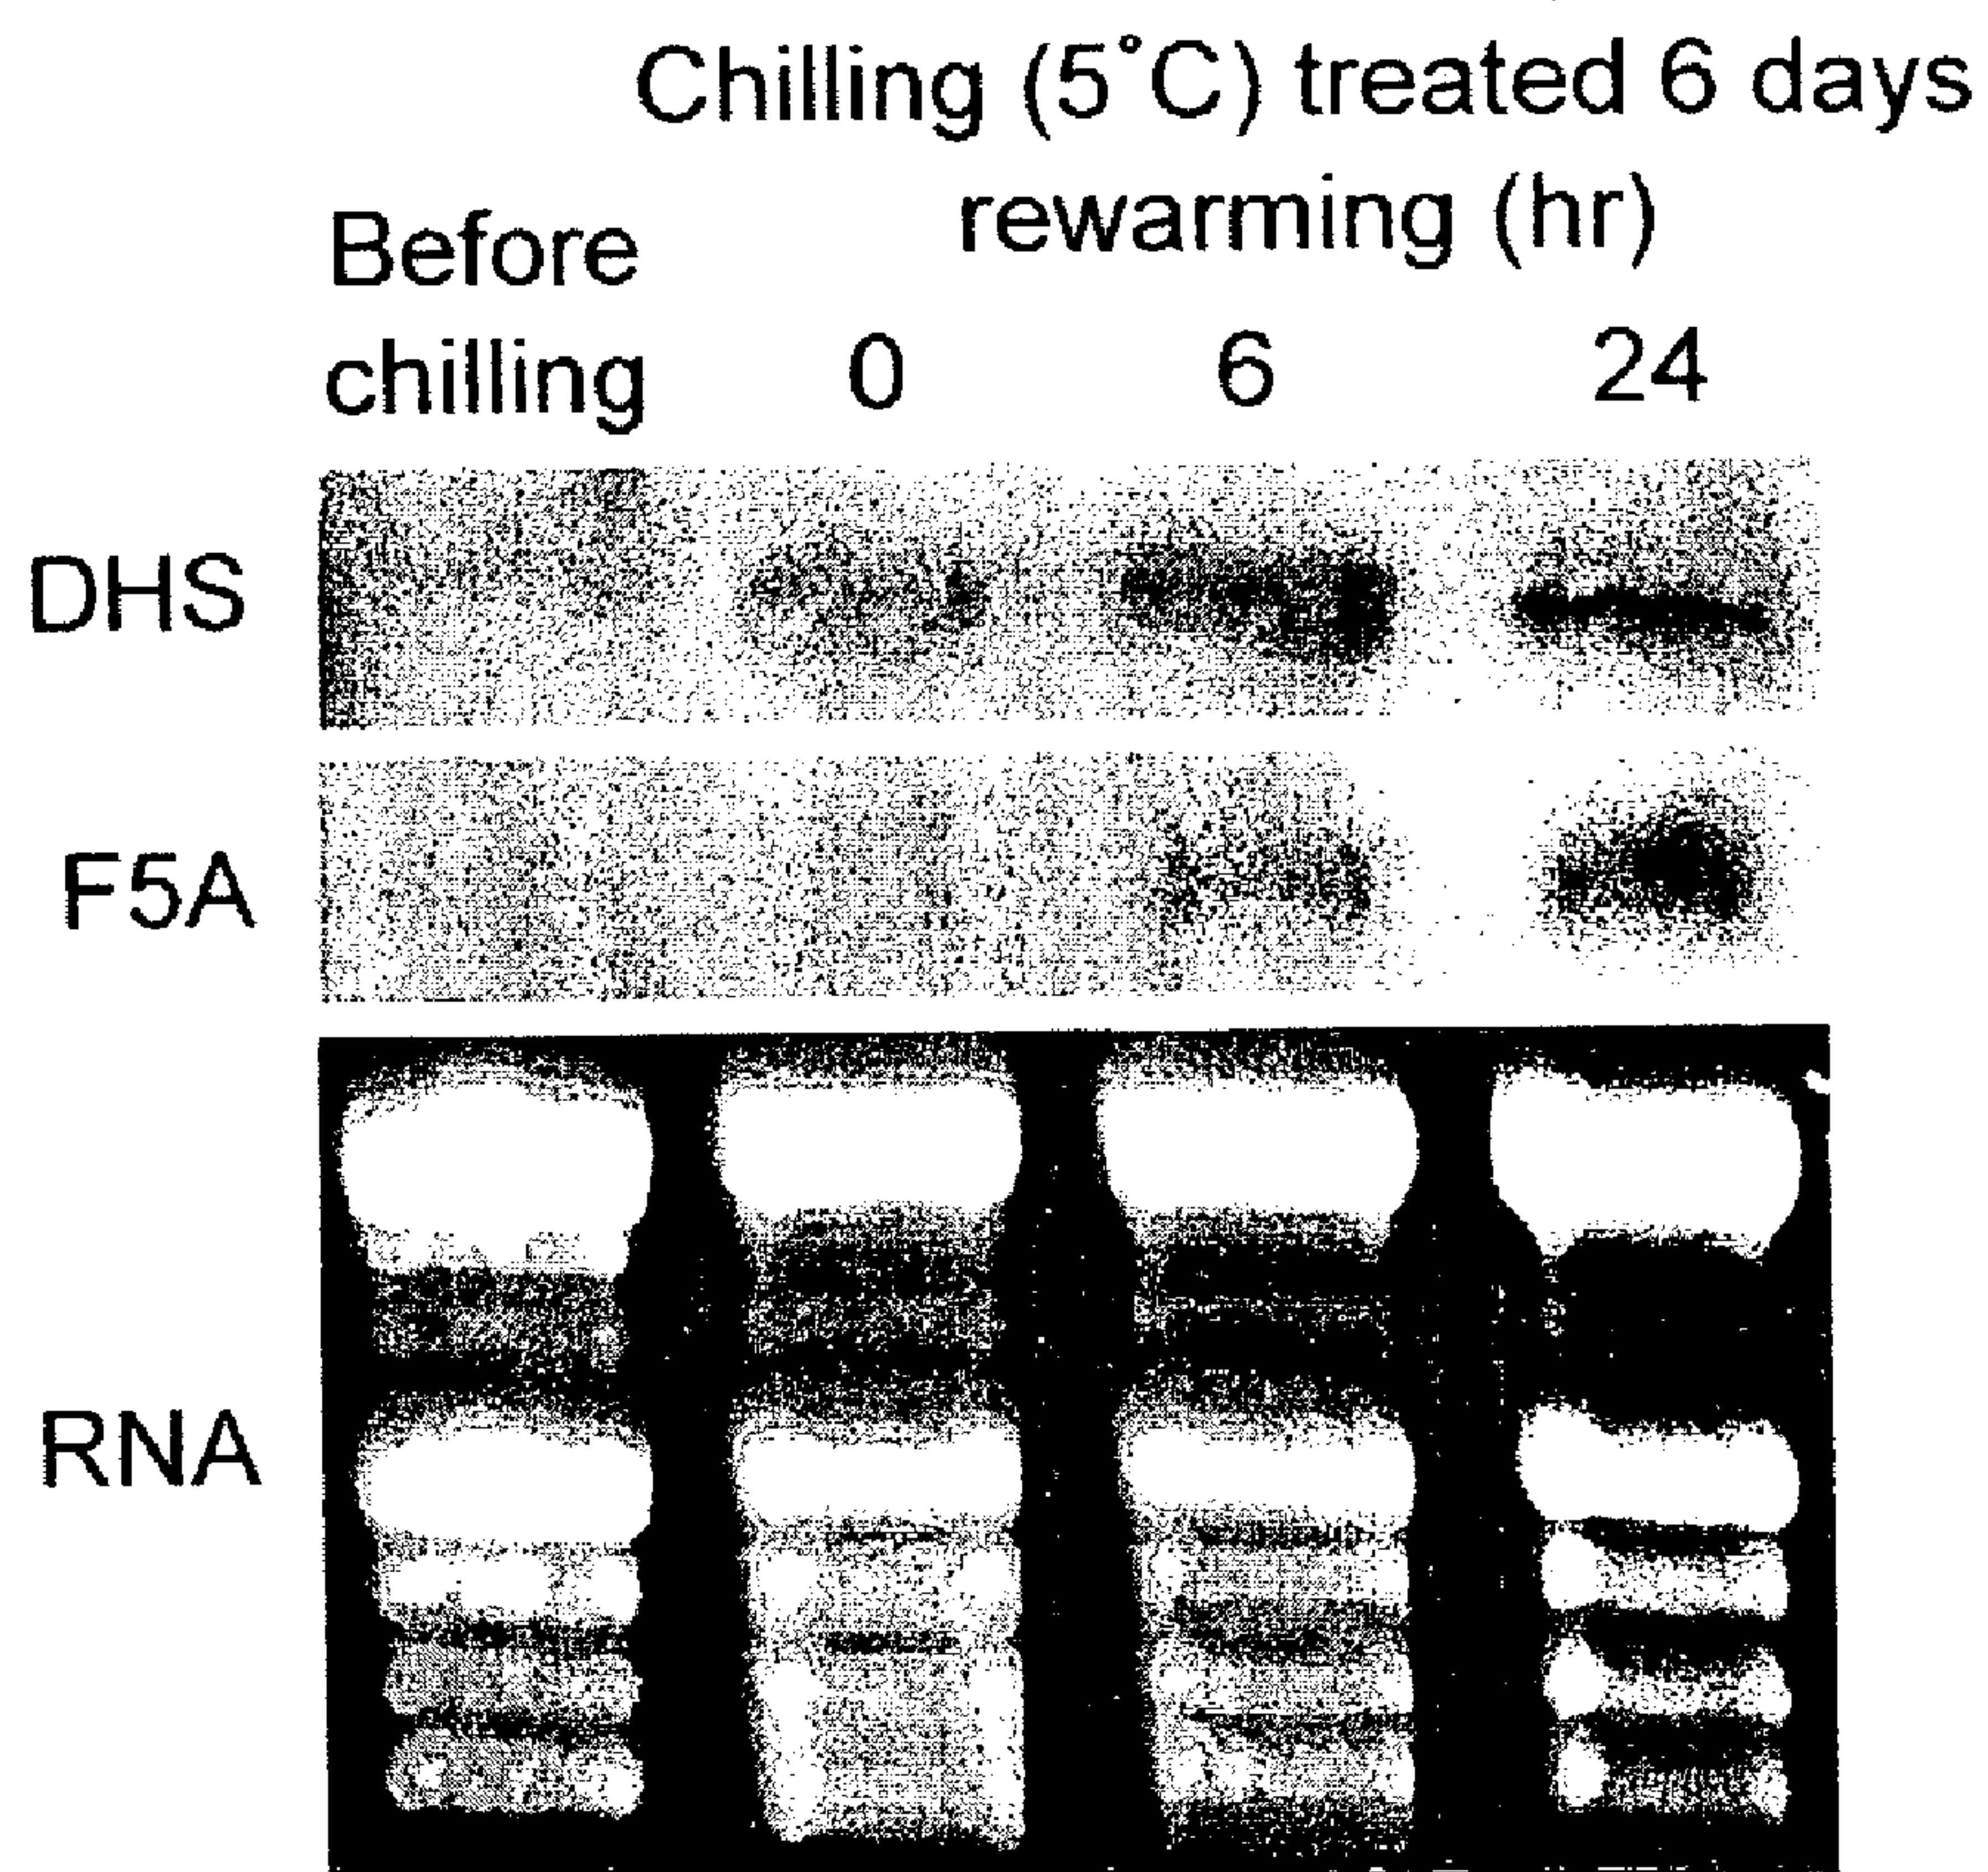 Chilling (5°C) treated 6 days
rewarming (hr)
Before
chilling 0 6 24
DHS
F5A
RNA